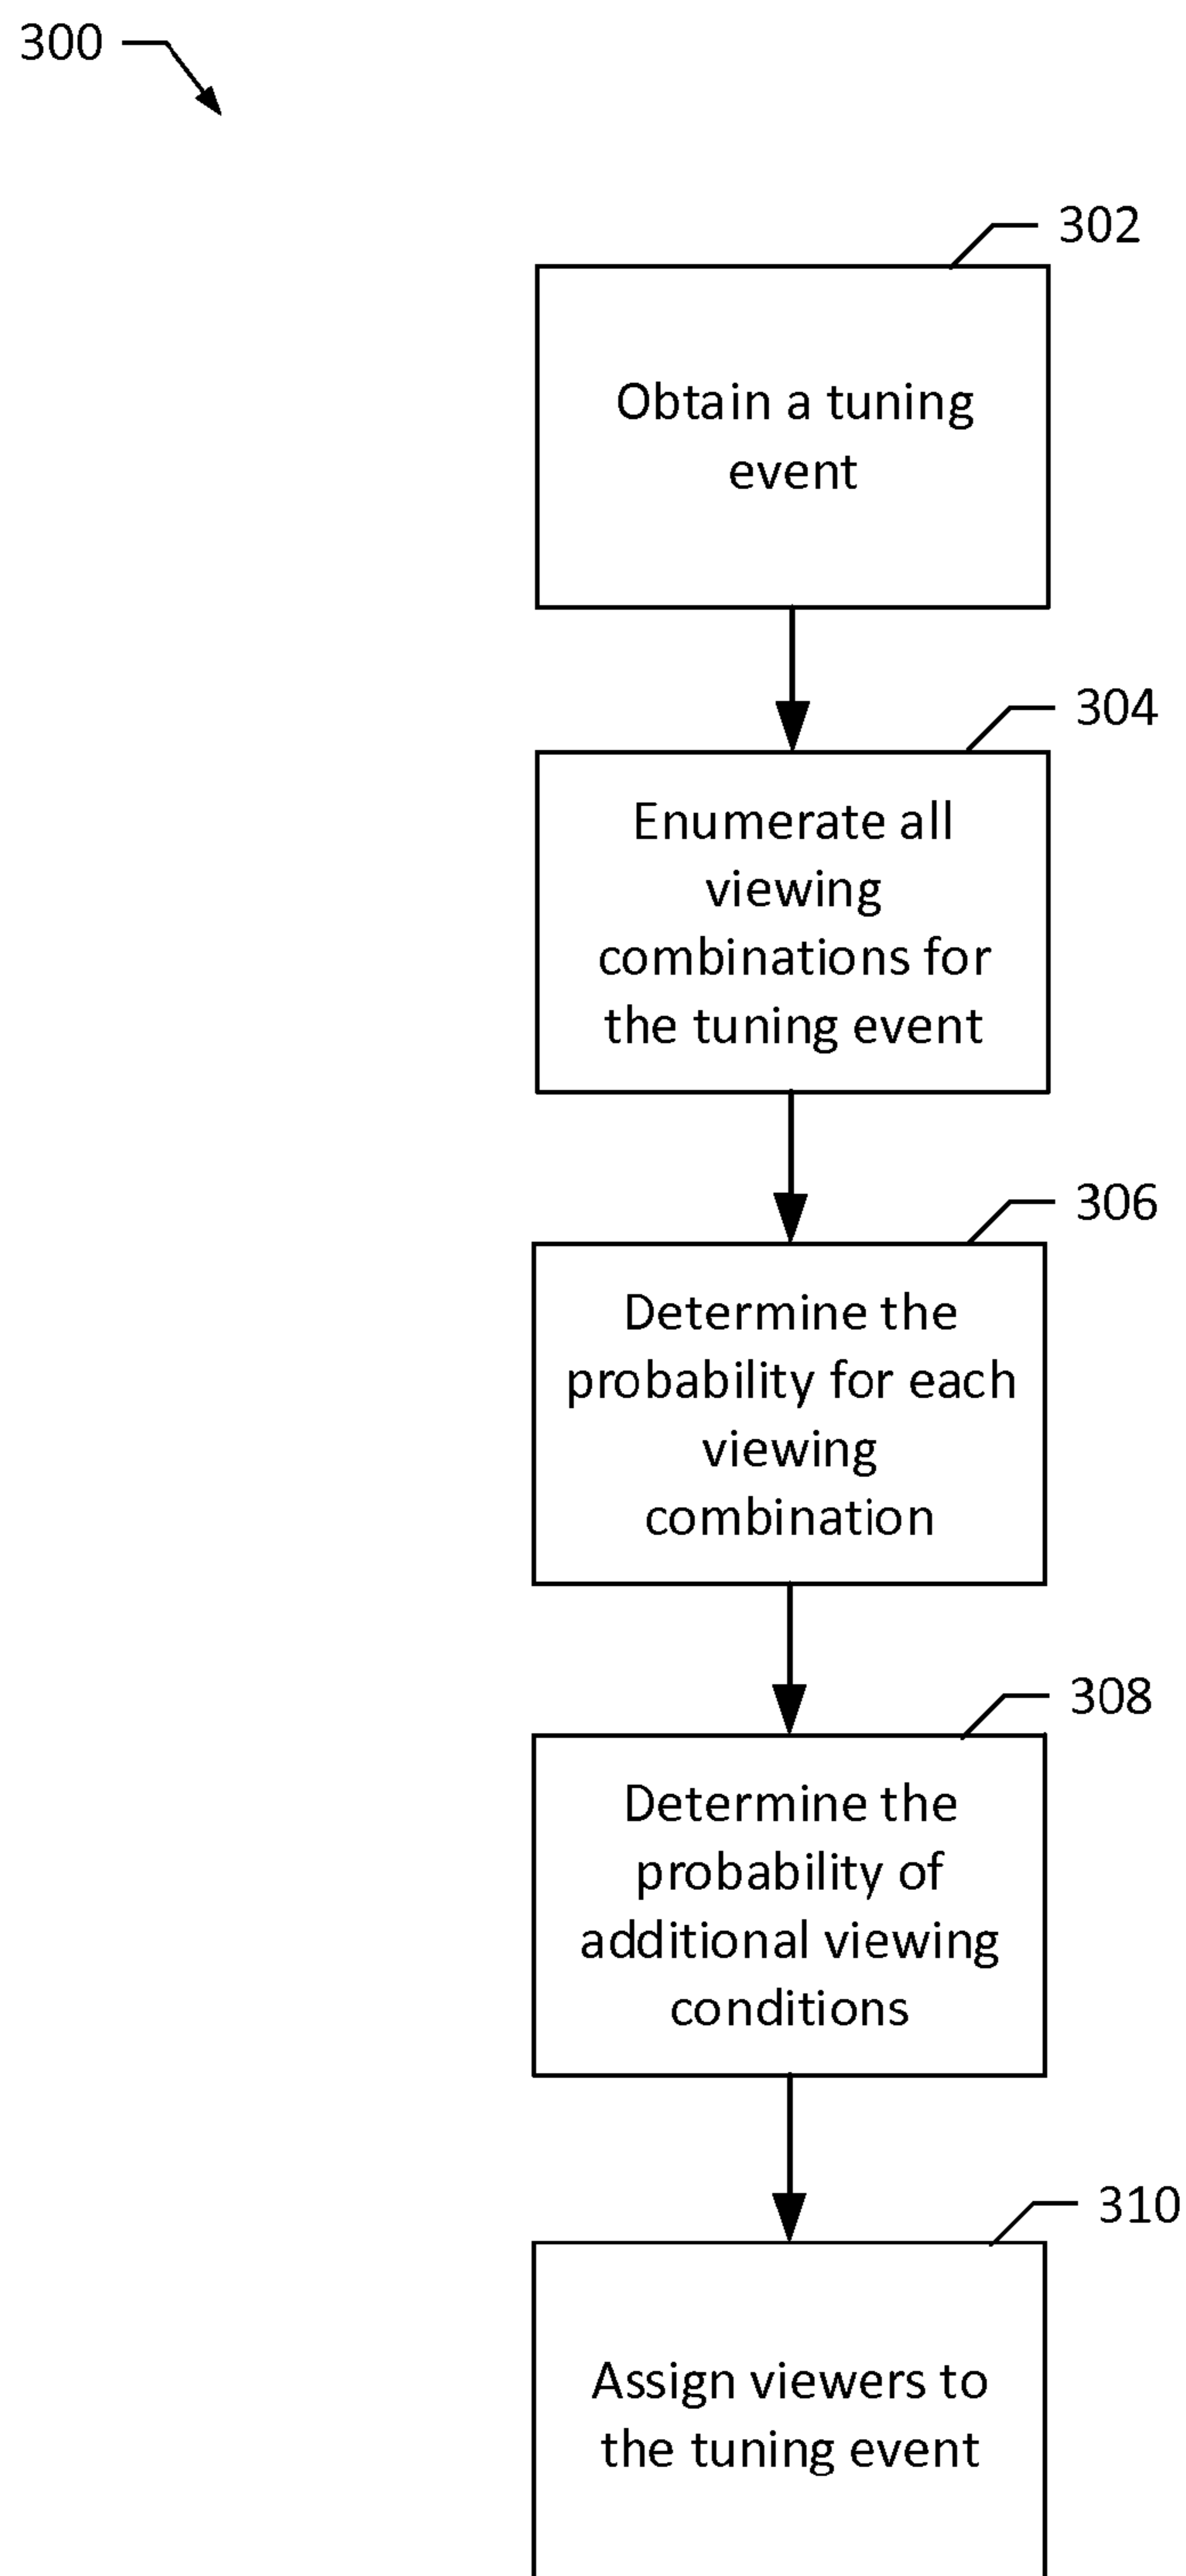 300
302
Obtain a tuning
event
304
Enumerate all
viewing
combinations for
the tuning event
306
Determine the
probability for each
viewing
combination
308
Determine the
probability of
additional viewing
conditions
310
Assign viewers to
the tuning event